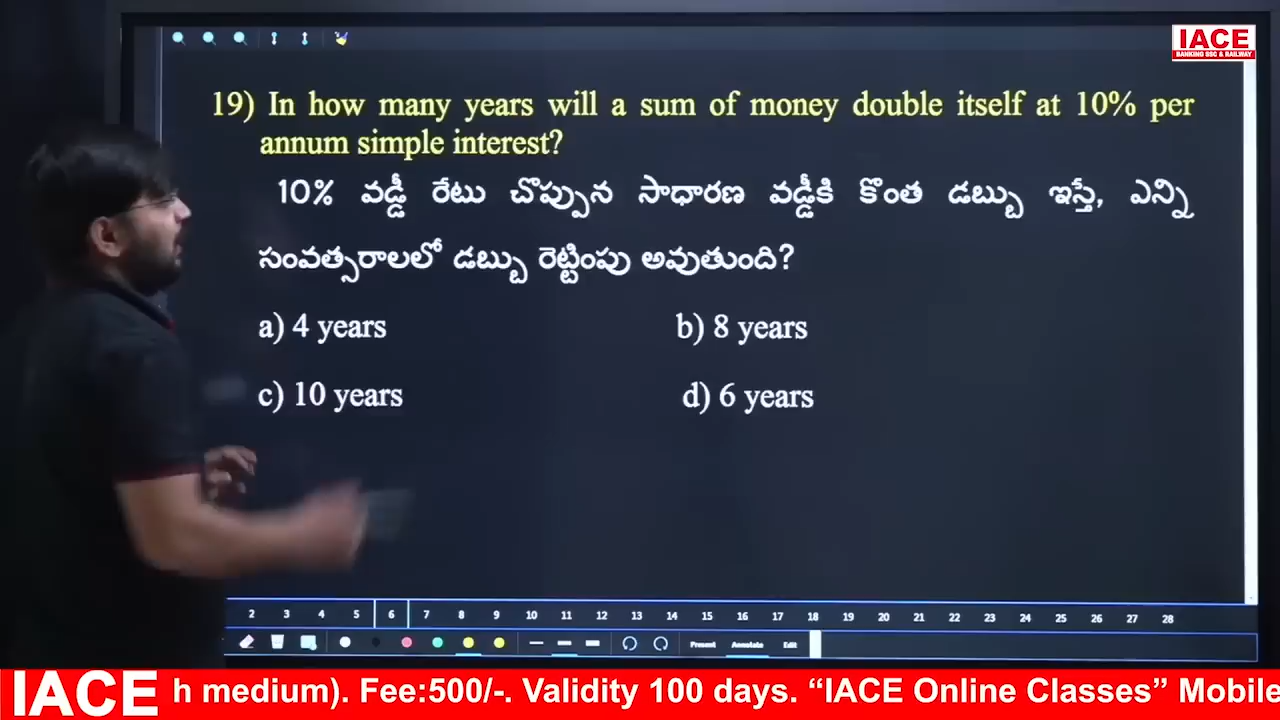 IACE
BANKING SSC & RAILWAY
19) In how many years will a sum of money double itself at 10% per
annum simple interest?
10% వడ్డీ రేటు చొప్పున సాధారణ వడ్డీకి కొంత డబ్బు ఇస్తే, ఎన్ని
సంవత్సరాలలో డబ్బు రెట్టింపు అవుతుంది?
a) 4 years b) 8 years
c) 10 years d) 6 years
2 3 4 5 6 7 8 9 10 11 12 13 14 15 16 17 18 19 20 21 22 23 24 25 26 27 28
Present Annotate Edit
IACE h medium). Fee:500/-. Validity 100 days. “IACE Online Classes” Mobile